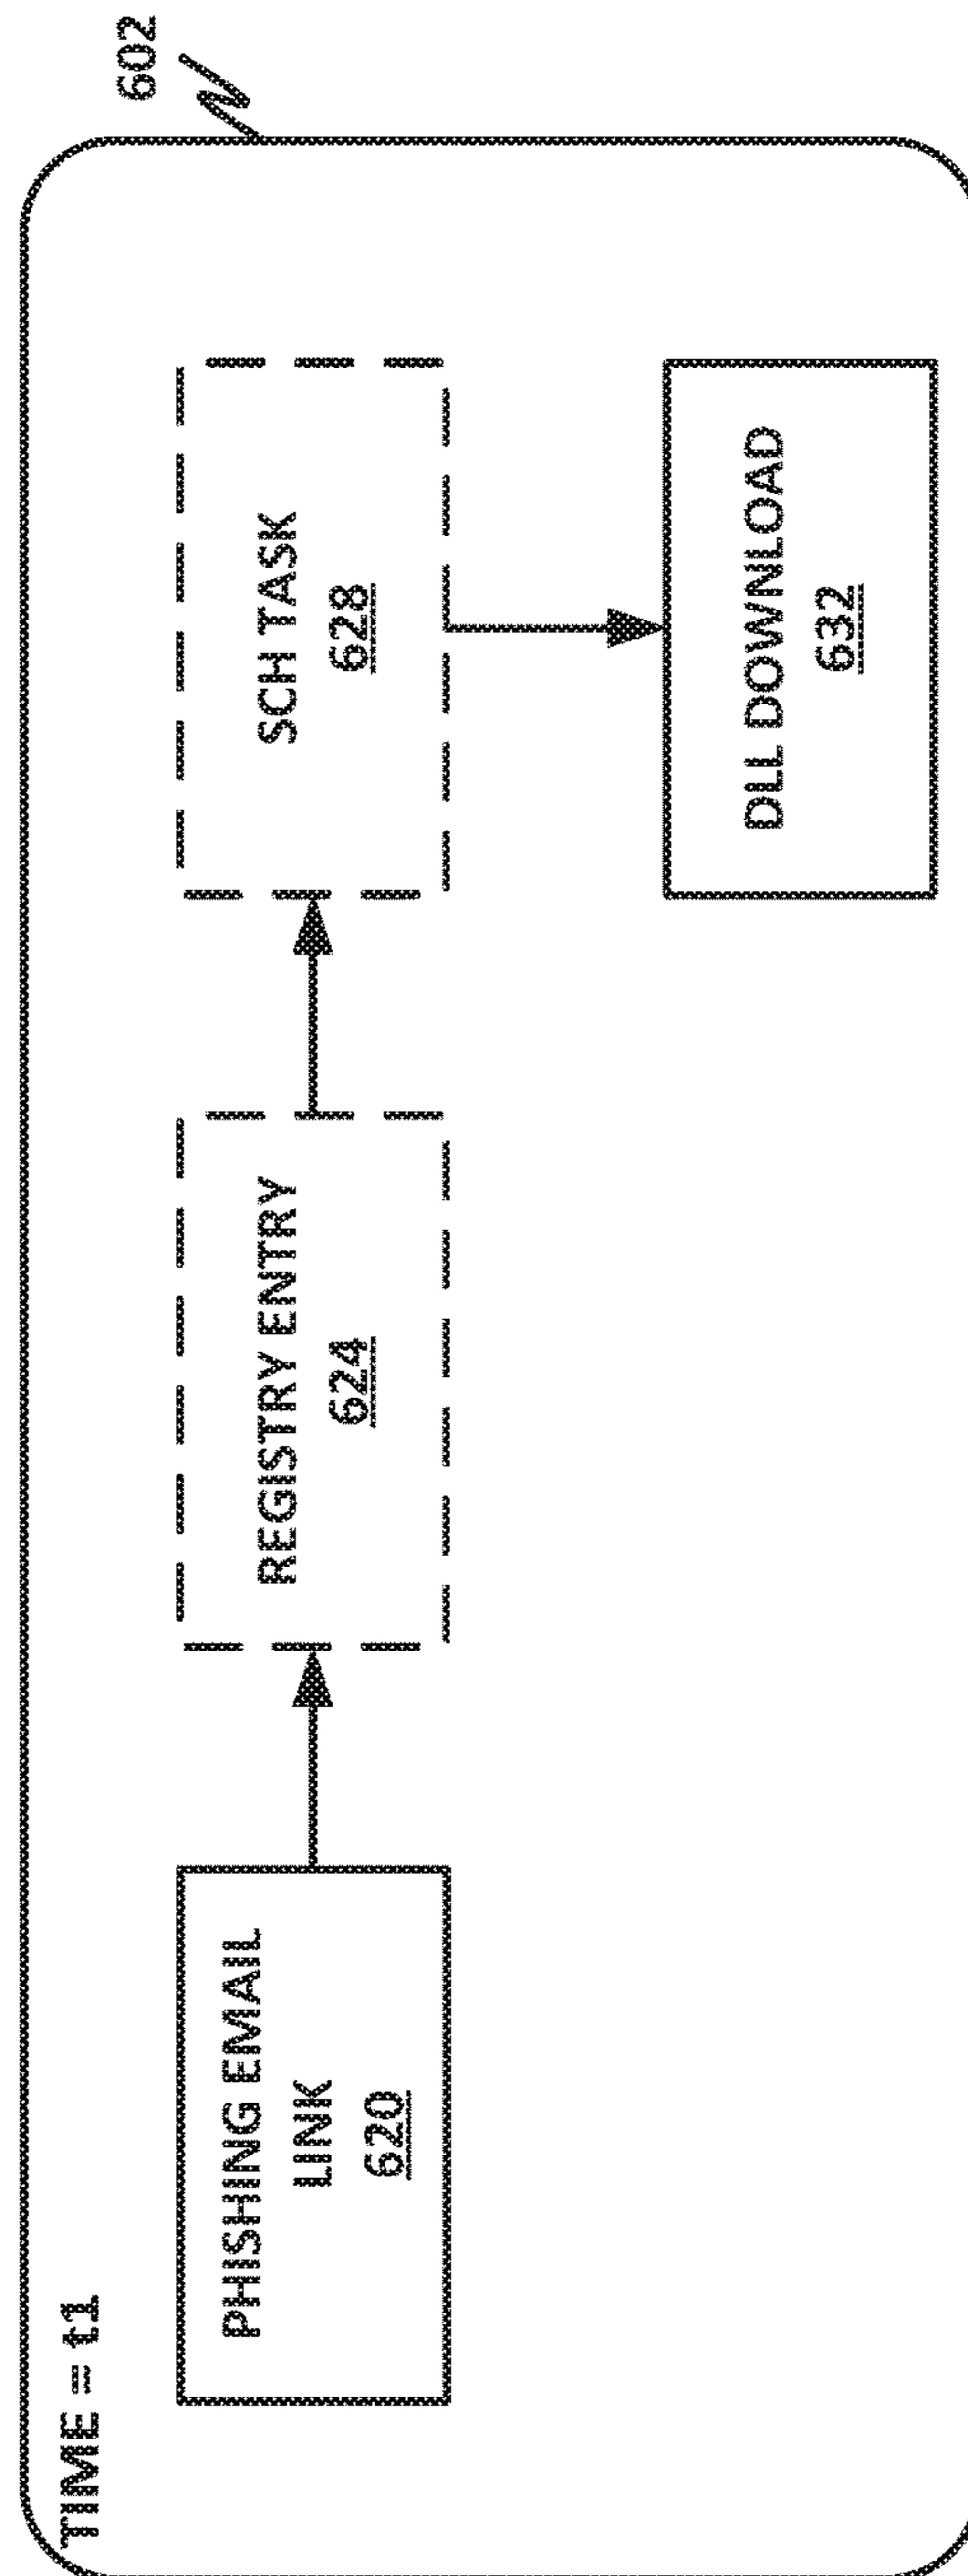 602
TIME = t1
PHISHING EMAIL
LINK
620
REGISTRY ENTRY
624
SCH TASK
628
DLL DOWNLOAD
632